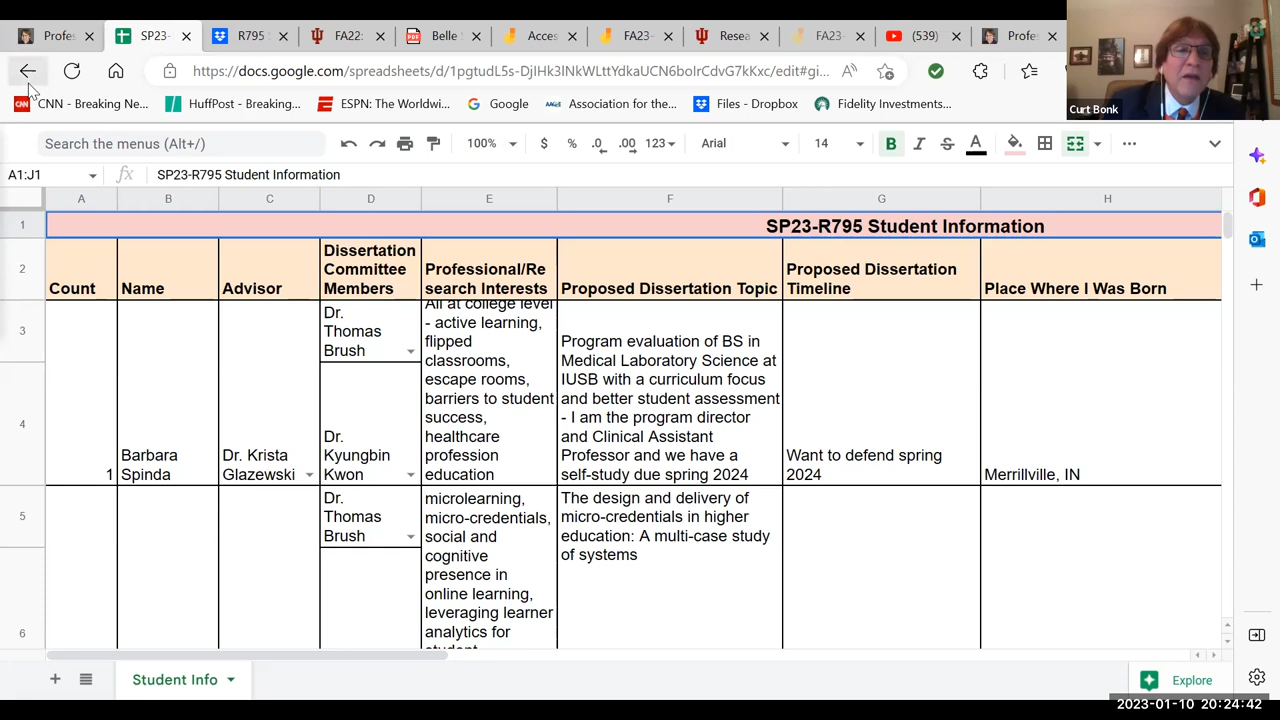 Profes
SP23-
R795
FA22:
Belle
Acces
FA23-
Resea
FA23-
(539)
Profes
https://docs.google.com/spreadsheets/d/1pgtudL5s-DjIHk3lNkWLttYdkaUCN6boIrCdvG7kKxc/edit#gi...
CNN - Breaking Ne...
HuffPost - Breaking...
ESPN: The Worldwi...
Google
Association for the...
Files - Dropbox
Fidelity Investments...
Curt Bonk
Search the menus (Alt+/)
100%
$
%
.0
.00
123
Arial
14
B
I
S
A
A1:J1
fx
SP23-R795 Student Information
A
B
C
D
E
F
G
H
1
SP23-R795 Student Information
2
Count
Name
Advisor
Dissertation
Committee
Members
Professional/Re
search Interests
Proposed Dissertation Topic
Proposed Dissertation
Timeline
Place Where I Was Born
3
4
1
Barbara
Spinda
Dr. Krista
Glazewski
Dr.
Thomas
Brush
Dr.
Kyungbin
Kwon
All at college level
- active learning,
flipped
classrooms,
escape rooms,
barriers to student
success,
healthcare
profession
education
Program evaluation of BS in
Medical Laboratory Science at
IUSB with a curriculum focus
and better student assessment
- I am the program director
and Clinical Assistant
Professor and we have a
self-study due spring 2024
Want to defend spring
2024
Merrillville, IN
5
6
Dr.
Thomas
Brush
microlearning,
micro-credentials,
social and
cognitive
presence in
online learning,
leveraging learner
analytics for
student
The design and delivery of
micro-credentials in higher
education: A multi-case study
of systems
Student Info
Explore
2023-01-10 20:24:42